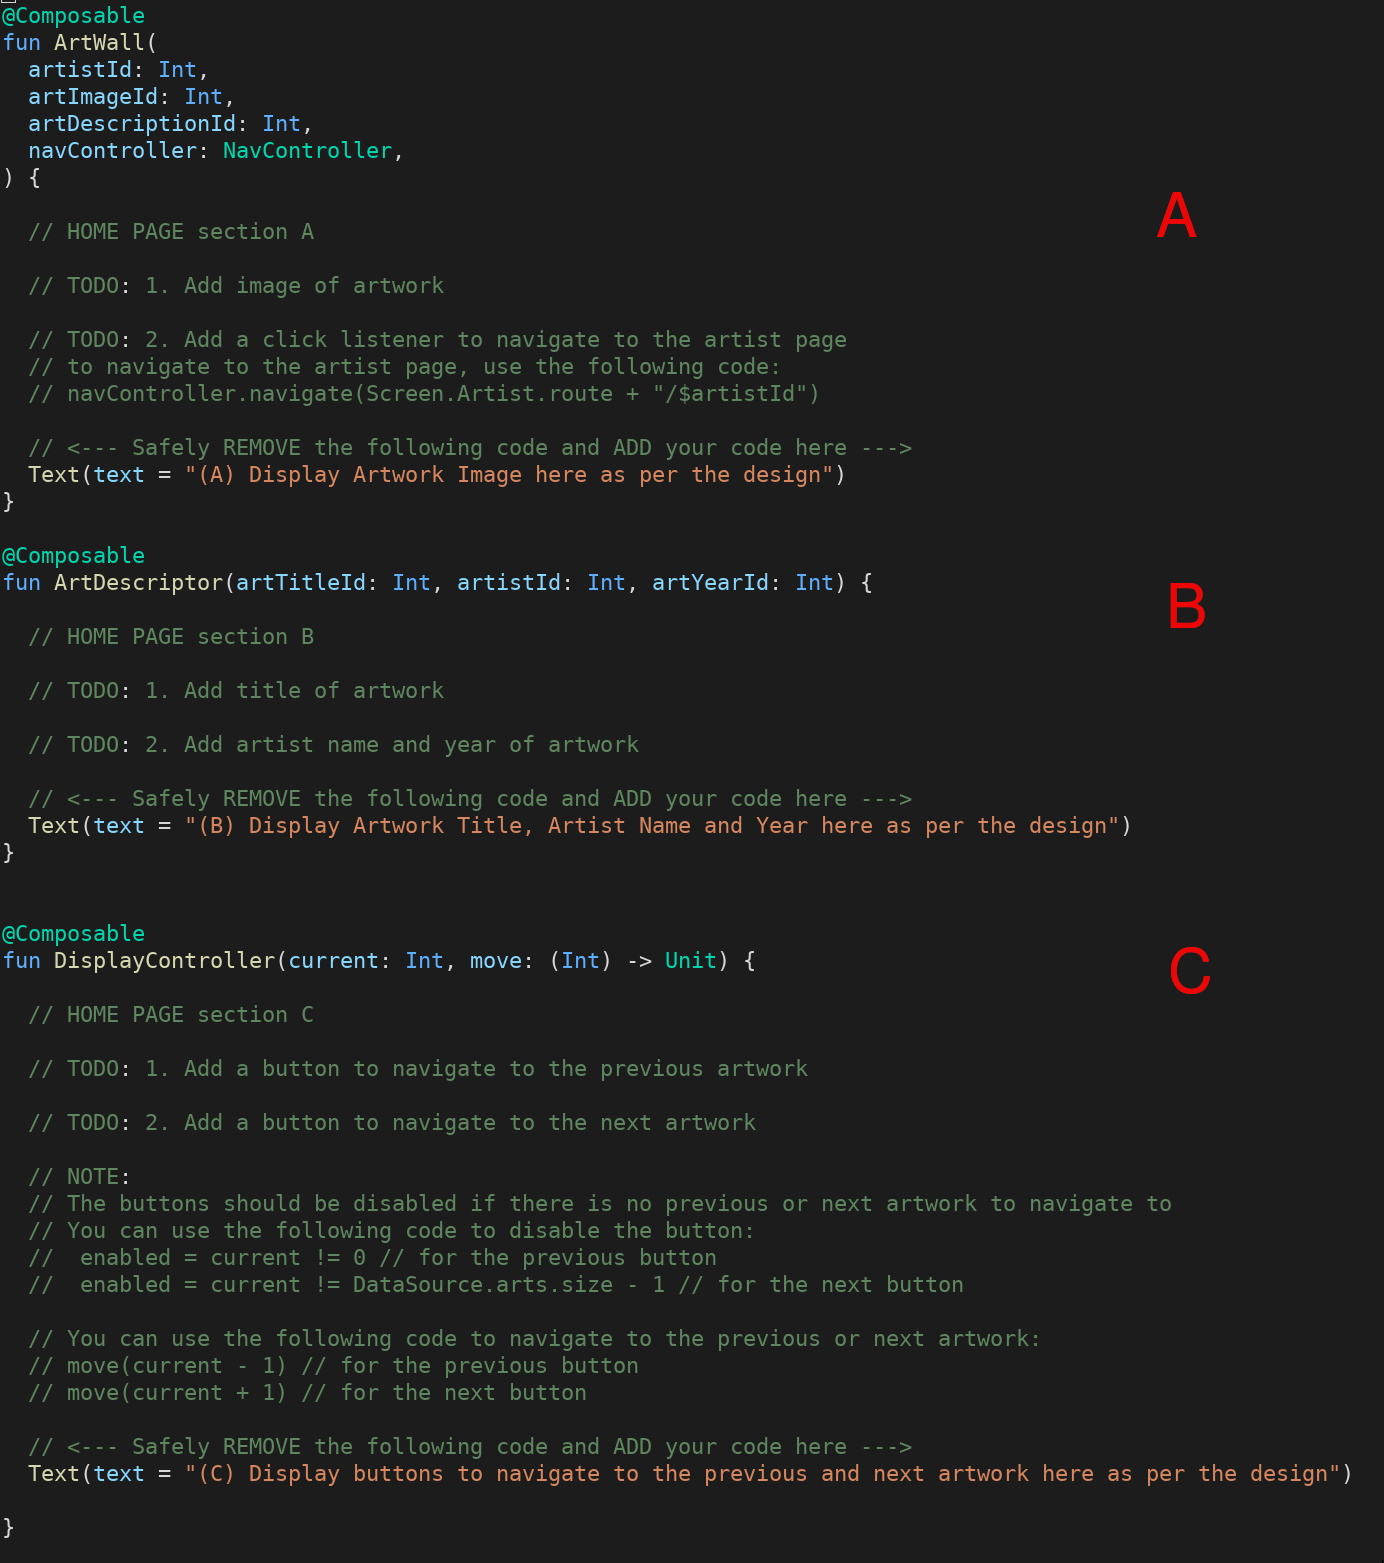 @Composable
fun ArtWall(
  artistId: Int,
  artImageId: Int,
  artDescriptionId: Int,
  navController: NavController,
) {
A
  // HOME PAGE section A
  // TODO: 1. Add image of artwork
  // TODO: 2. Add a click listener to navigate to the artist page
  // to navigate to the artist page, use the following code:
  // navController.navigate(Screen.Artist.route + "/$artistId")
  // <--- Safely REMOVE the following code and ADD your code here --->
  Text(text = "(A) Display Artwork Image here as per the design")
}
@Composable
fun ArtDescriptor(artTitleId: Int, artistId: Int, artYearId: Int) {
B
  // HOME PAGE section B
  // TODO: 1. Add title of artwork
  // TODO: 2. Add artist name and year of artwork
  // <--- Safely REMOVE the following code and ADD your code here --->
  Text(text = "(B) Display Artwork Title, Artist Name and Year here as per the design")
}
@Composable
fun DisplayController(current: Int, move: (Int) -> Unit) {
C
  // HOME PAGE section C
  // TODO: 1. Add a button to navigate to the previous artwork
  // TODO: 2. Add a button to navigate to the next artwork
  // NOTE:
  // The buttons should be disabled if there is no previous or next artwork to navigate to
  // You can use the following code to disable the button:
  //  enabled = current != 0 // for the previous button
  //  enabled = current != DataSource.arts.size - 1 // for the next button
  // You can use the following code to navigate to the previous or next artwork:
  // move(current - 1) // for the previous button
  // move(current + 1) // for the next button
  // <--- Safely REMOVE the following code and ADD your code here --->
  Text(text = "(C) Display buttons to navigate to the previous and next artwork here as per the design")
}